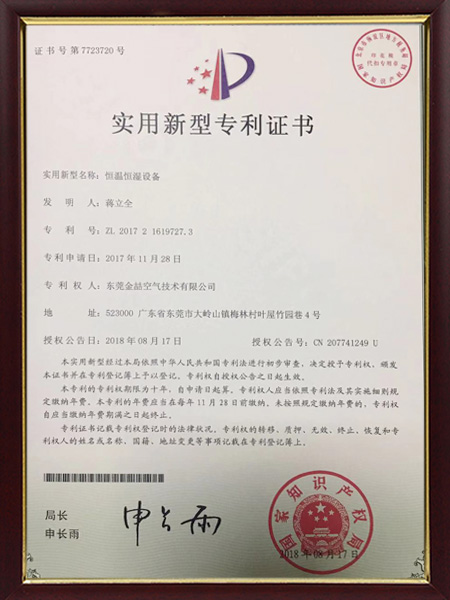 证书号第7723720号
印花税
代扣专用章
实用新型专利证书
实用新型名称：恒温恒湿设备
发明人：蒋立全
专利号：ZL 2017 2 1619727.3
专利申请日：2017年11月28日
专利权人：东莞金喆空气技术有限公司
地址：523000 广东省东莞市大岭山镇梅林村叶屋竹园巷4号
授权公告日：2018年08月17日 授权公告号：CN 207741249 U
本实用新型经过本局依照中华人民共和国专利法进行初步审查，决定授予专利权，颁发
本证书并在专利登记簿上予以登记。专利权自授权公告之日起生效。
本专利的专利权期限为十年，自申请日起算。专利权人应当依照专利法及其实施细则规
定缴纳年费。本专利的年费应当在每年11月28日前缴纳。未按照规定缴纳年费的，专利权
自应当缴纳年费期满之日起终止。
专利证书记载专利权登记时的法律状况。专利权的转移、质押、无效、终止、恢复和专
利权人的姓名或名称、国籍、地址变更等事项记载在专利登记簿上。
局长
申长雨
申长雨
国家知识产权局
2018年08月17日